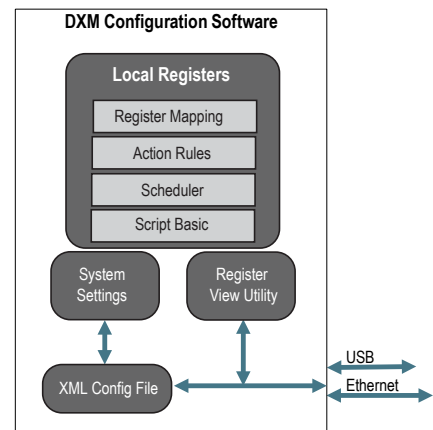 DXM Configuration Software
Local Registers
Register Mapping
Action Rules
Scheduler
Script Basic
System
Settings
Register
View Utility
XML Config File
USB
Ethernet